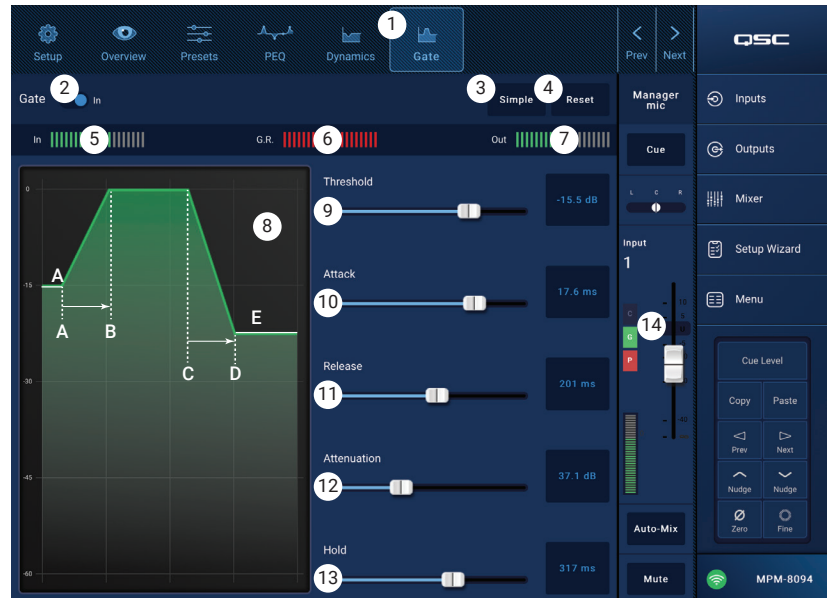 1
Setup
Overview
Presets
PEQ
Dynamics
Gate
Prev
Next
QSC
Gate
2
In
3
Simple
4
Reset
Manager
mic
Inputs
In
5
G.R.
6
Out
7
Cue
Outputs
0
-15
-30
-45
-60
8
A
A
B
C
D
E
Threshold
9
-15.5 dB
Attack
10
17.6 ms
Release
11
201 ms
Attenuation
12
37.1 dB
Hold
13
317 ms
L C R
Input
1
14
10
5
U
C
G
P
-40
Auto-Mix
Mute
Mixer
Setup Wizard
Menu
Cue Level
Copy
Paste
Prev
Next
Nudge
Nudge
Zero
Fine
MPM-8094